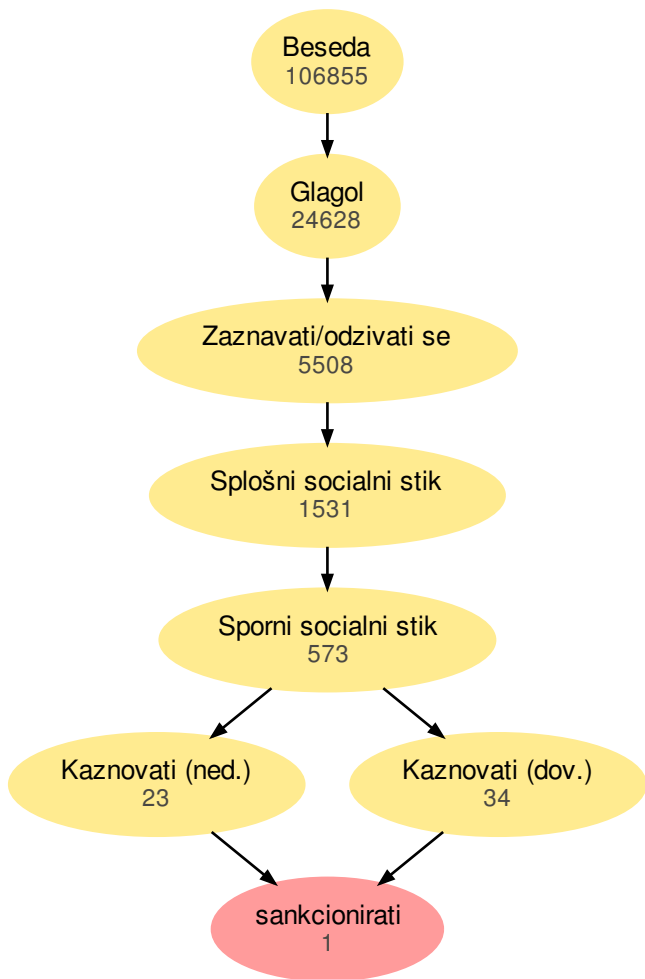 Beseda
106855
Glagol
24628
Zaznavati/odzivati se
5508
Splošni socialni stik
1531
Sporni socialni stik
573
Kaznovati (ned.)
23
Kaznovati (dov.)
34
sankcionirati
1